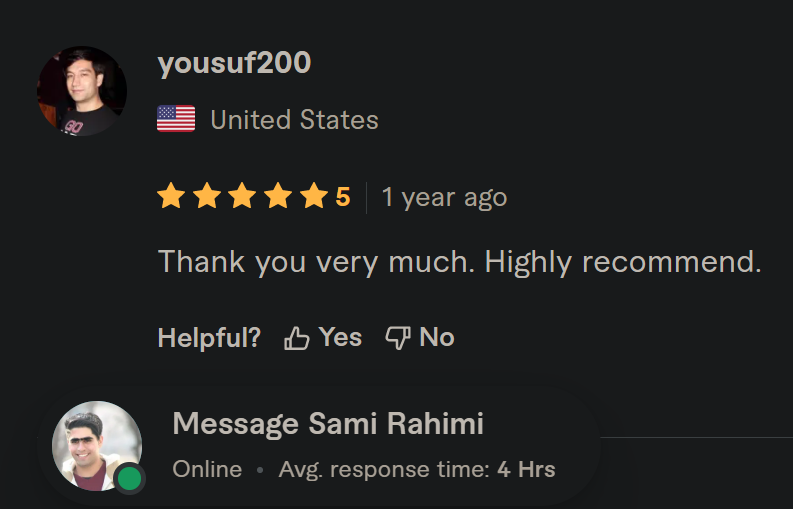 yousuf200
United States
5 1 year ago
Thank you very much. Highly recommend.
Helpful? Yes No
Message Sami Rahimi
Online • Avg. response time: 4 Hrs